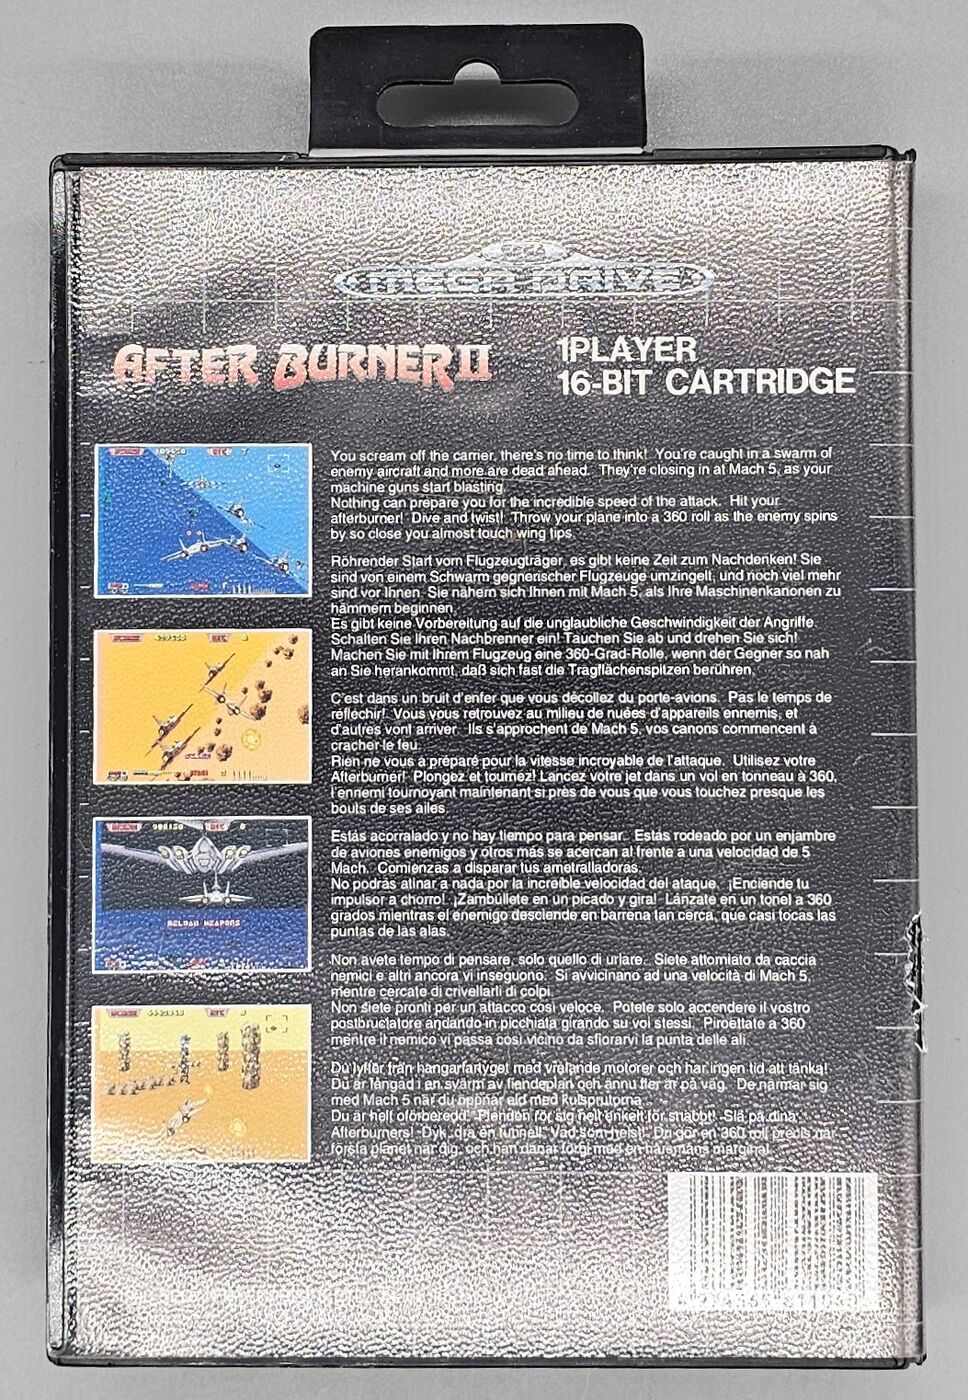 MEGA DRIVE
AFTER BURNER II
1PLAYER
16-BIT CARTRIDGE
You scream off the carrier, there's no time to think! You're caught in a swarm of
enemy aircraft and more are dead ahead. They're closing in at Mach 5, as your
machine guns start blasting.
Nothing can prepare you for the incredible speed of the attack. Hit your
afterburner! Dive and twist! Throw your plane into a 360 roll as the enemy spins
by so close you almost touch wing tips.
Röhrender Start vom Flugzeugträger, es gibt keine Zeit zum Nachdenken! Sie
sind von einem Schwarm gegnerischer Flugzeuge umzingelt, und noch viel mehr
sind vor Ihnen. Sie nähern sich Ihnen mit Mach 5, als Ihre Maschinenkanonen zu
hämmern beginnen.
Es gibt keine Vorbereitung auf die unglaubliche Geschwindigkeit der Angriffe.
Schalten Sie Ihren Nachbrenner ein! Tauchen Sie ab und drehen Sie sich!
Machen Sie mit Ihrem Flugzeug eine 360-Grad-Rolle, wenn der Gegner so nah
an Sie herankommt, daß sich fast die Tragflächenspitzen berühren.
C'est dans un bruit d'enfer que vous décollez du porte-avions. Pas le temps de
réflechir! Vous vous retrouvez au milieu de nuées d'appareils ennemis, et
d'autres vont arriver. Ils s'approchent de Mach 5, vos canons commencent à
cracher le feu.
Rien ne vous a préparé pour la vitesse incroyable de l'attaque. Utilisez votre
Afterburner! Plongez et tournez! Lancez votre jet dans un vol en tonneau à 360,
l'ennemi tournoyant maintenant si près de vous que vous touchez presque les
bouts de ses ailes.
Estás acorralado y no hay tiempo para pensar. Estás rodeado por un enjambre
de aviones enemigos y otros más se acercan al frente a una velocidad de 5
Mach. Comienzas a disparar tus ametralladoras.
No podrás atinar a nada por la increíble velocidad del ataque. ¡Enciende tu
impulsor a chorro! ¡Zambúllete en un picado y gira! Lánzate en un tonel a 360
grados mientras el enemigo desciende en barrena tan cerca, que casi tocas las
puntas de las alas.
Non avete tempo di pensare, solo quello di urlare. Siete attorniato da caccia
nemici e altri ancora vi inseguono. Si avvicinano ad una velocità di Mach 5,
mentre cercate di crivellarli di colpi.
Non siete pronti per un attacco così veloce. Potete solo accendere il vostro
postbruciatore andando in picchiata girando su voi stessi. Piroettate a 360
mentre il nemico vi passa così vicino da sfiorarvi la punta delle ali.
Du lyfter från hangarfartyget med vrålande motorer och har ingen tid att tänka!
Du är fångad i en svärm av fiendeplan och ännu fler är på väg. De närmar sig
med Mach 5 när du öppnar eld med kulsprutorna.
Du är helt oförberedd. Fienden rör sig helt enkelt för snabbt! Slå på dina
Afterburners! Dyk, dra en tunnel. Vad som helst! Du gör en 360 roll precis när
första planet når dig, och han danar förbi med en hårsmåns marginal.
RELOAD WEAPONS